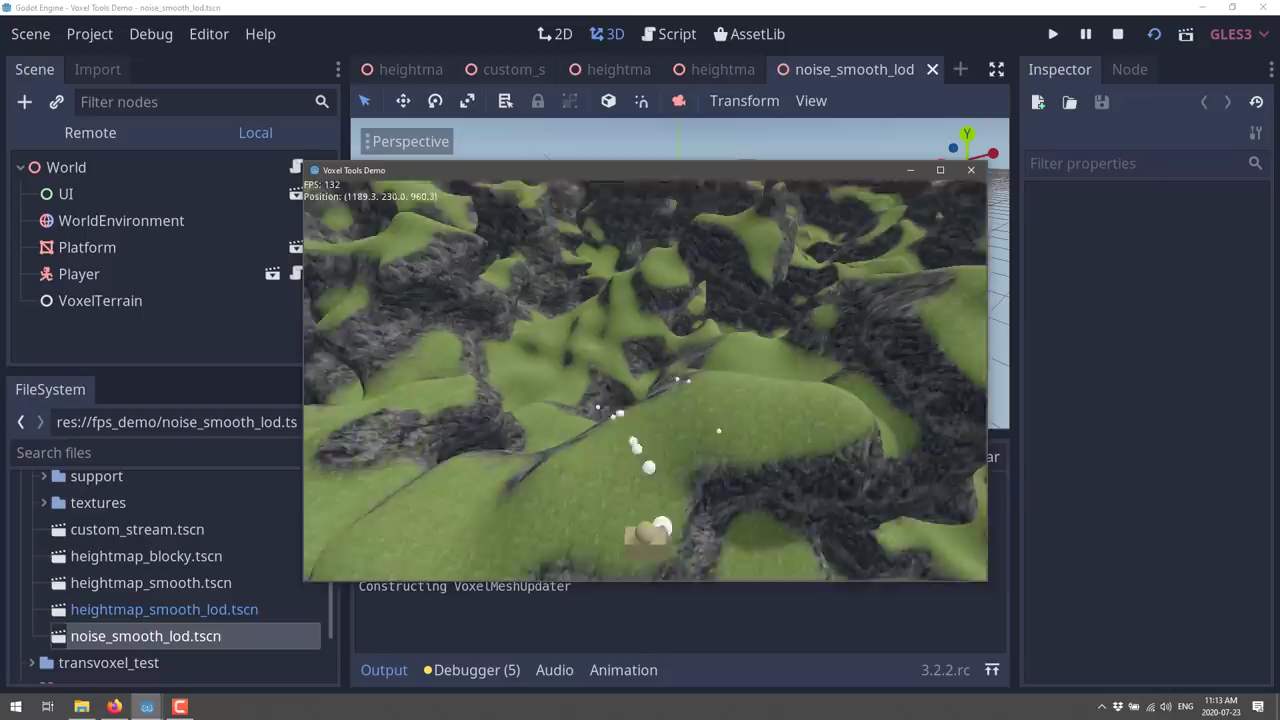 Godot Engine - Voxel Tools Demo - noise_smooth_lod.tscn
Scene Project Debug Editor Help
2D 3D Script AssetLib
GLES3
Scene Import
heightma custom_s heightma heightma noise_smooth_lod
Inspector Node
Filter nodes
Transform View
Remote Local
Perspective
Y
Filter properties
World
UI
WorldEnvironment
Platform
Player
VoxelTerrain
Voxel Tools Demo
FPS: 132
Position: (1189.3, 230.0, 960.3)
FileSystem
res://fps_demo/noise_smooth_lod.ts
Search files
ar
support
textures
custom_stream.tscn
heightmap_blocky.tscn
heightmap_smooth.tscn
heightmap_smooth_lod.tscn
noise_smooth_lod.tscn
transvoxel_test
Constructing VoxelMeshUpdater
Output Debugger (5) Audio Animation
3.2.2.rc
ENG
11:13 AM
2020-07-23